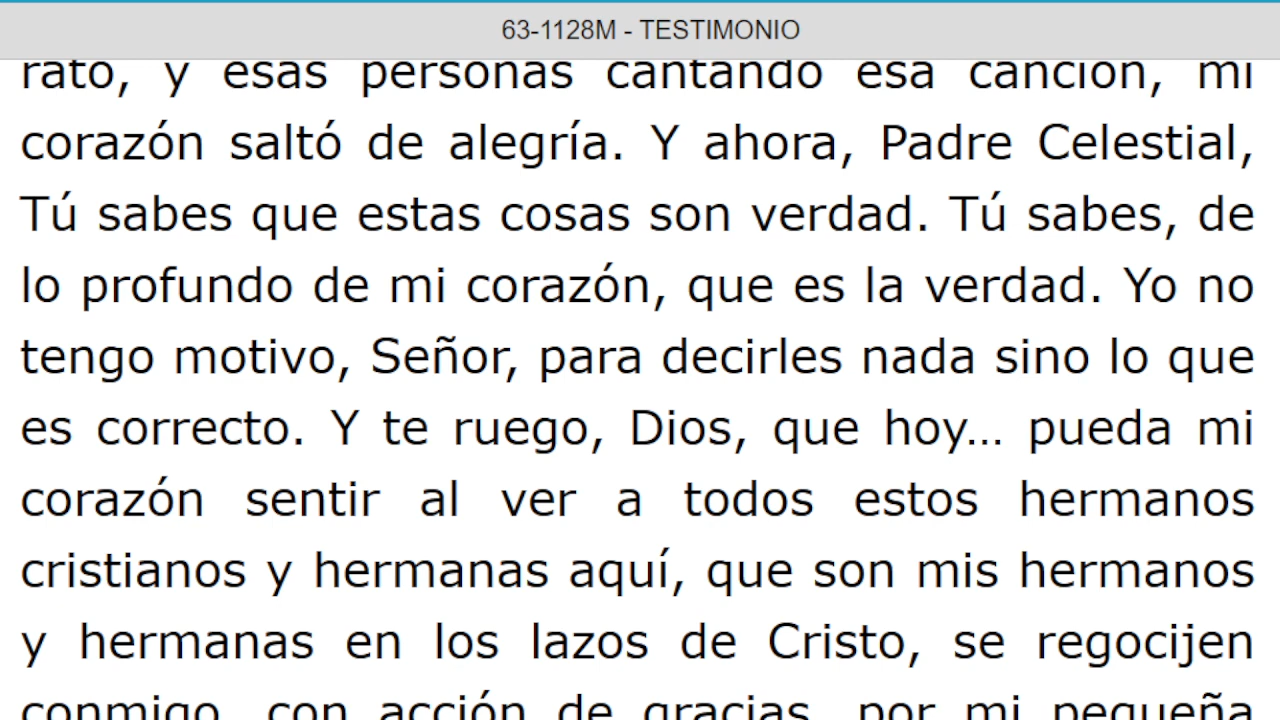 63-1128M - TESTIMONIO
rato, y esas personas cantando esa canción, mi
corazón saltó de alegría. Y ahora, Padre Celestial,
Tú sabes que estas cosas son verdad. Tú sabes, de
lo profundo de mi corazón, que es la verdad. Yo no
tengo motivo, Señor, para decirles nada sino lo que
es correcto. Y te ruego, Dios, que hoy... pueda mi
corazón sentir al ver a todos estos hermanos
cristianos y hermanas aquí, que son mis hermanos
y hermanas en los lazos de Cristo, se regocijen
conmigo, con acción de gracias, por mi pequeña